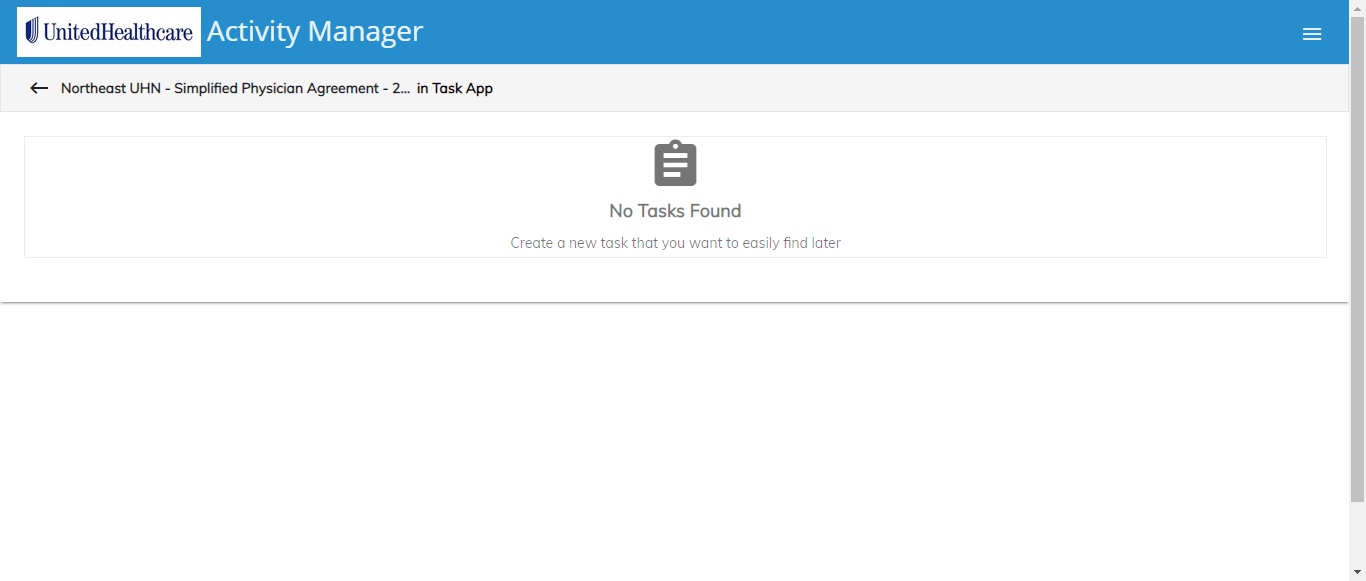 UnitedHealthcare Activity Manager
Northeast UHN - Simplified Physician Agreement - 2... in Task App
No Tasks Found
Create a new task that you want to easily find later